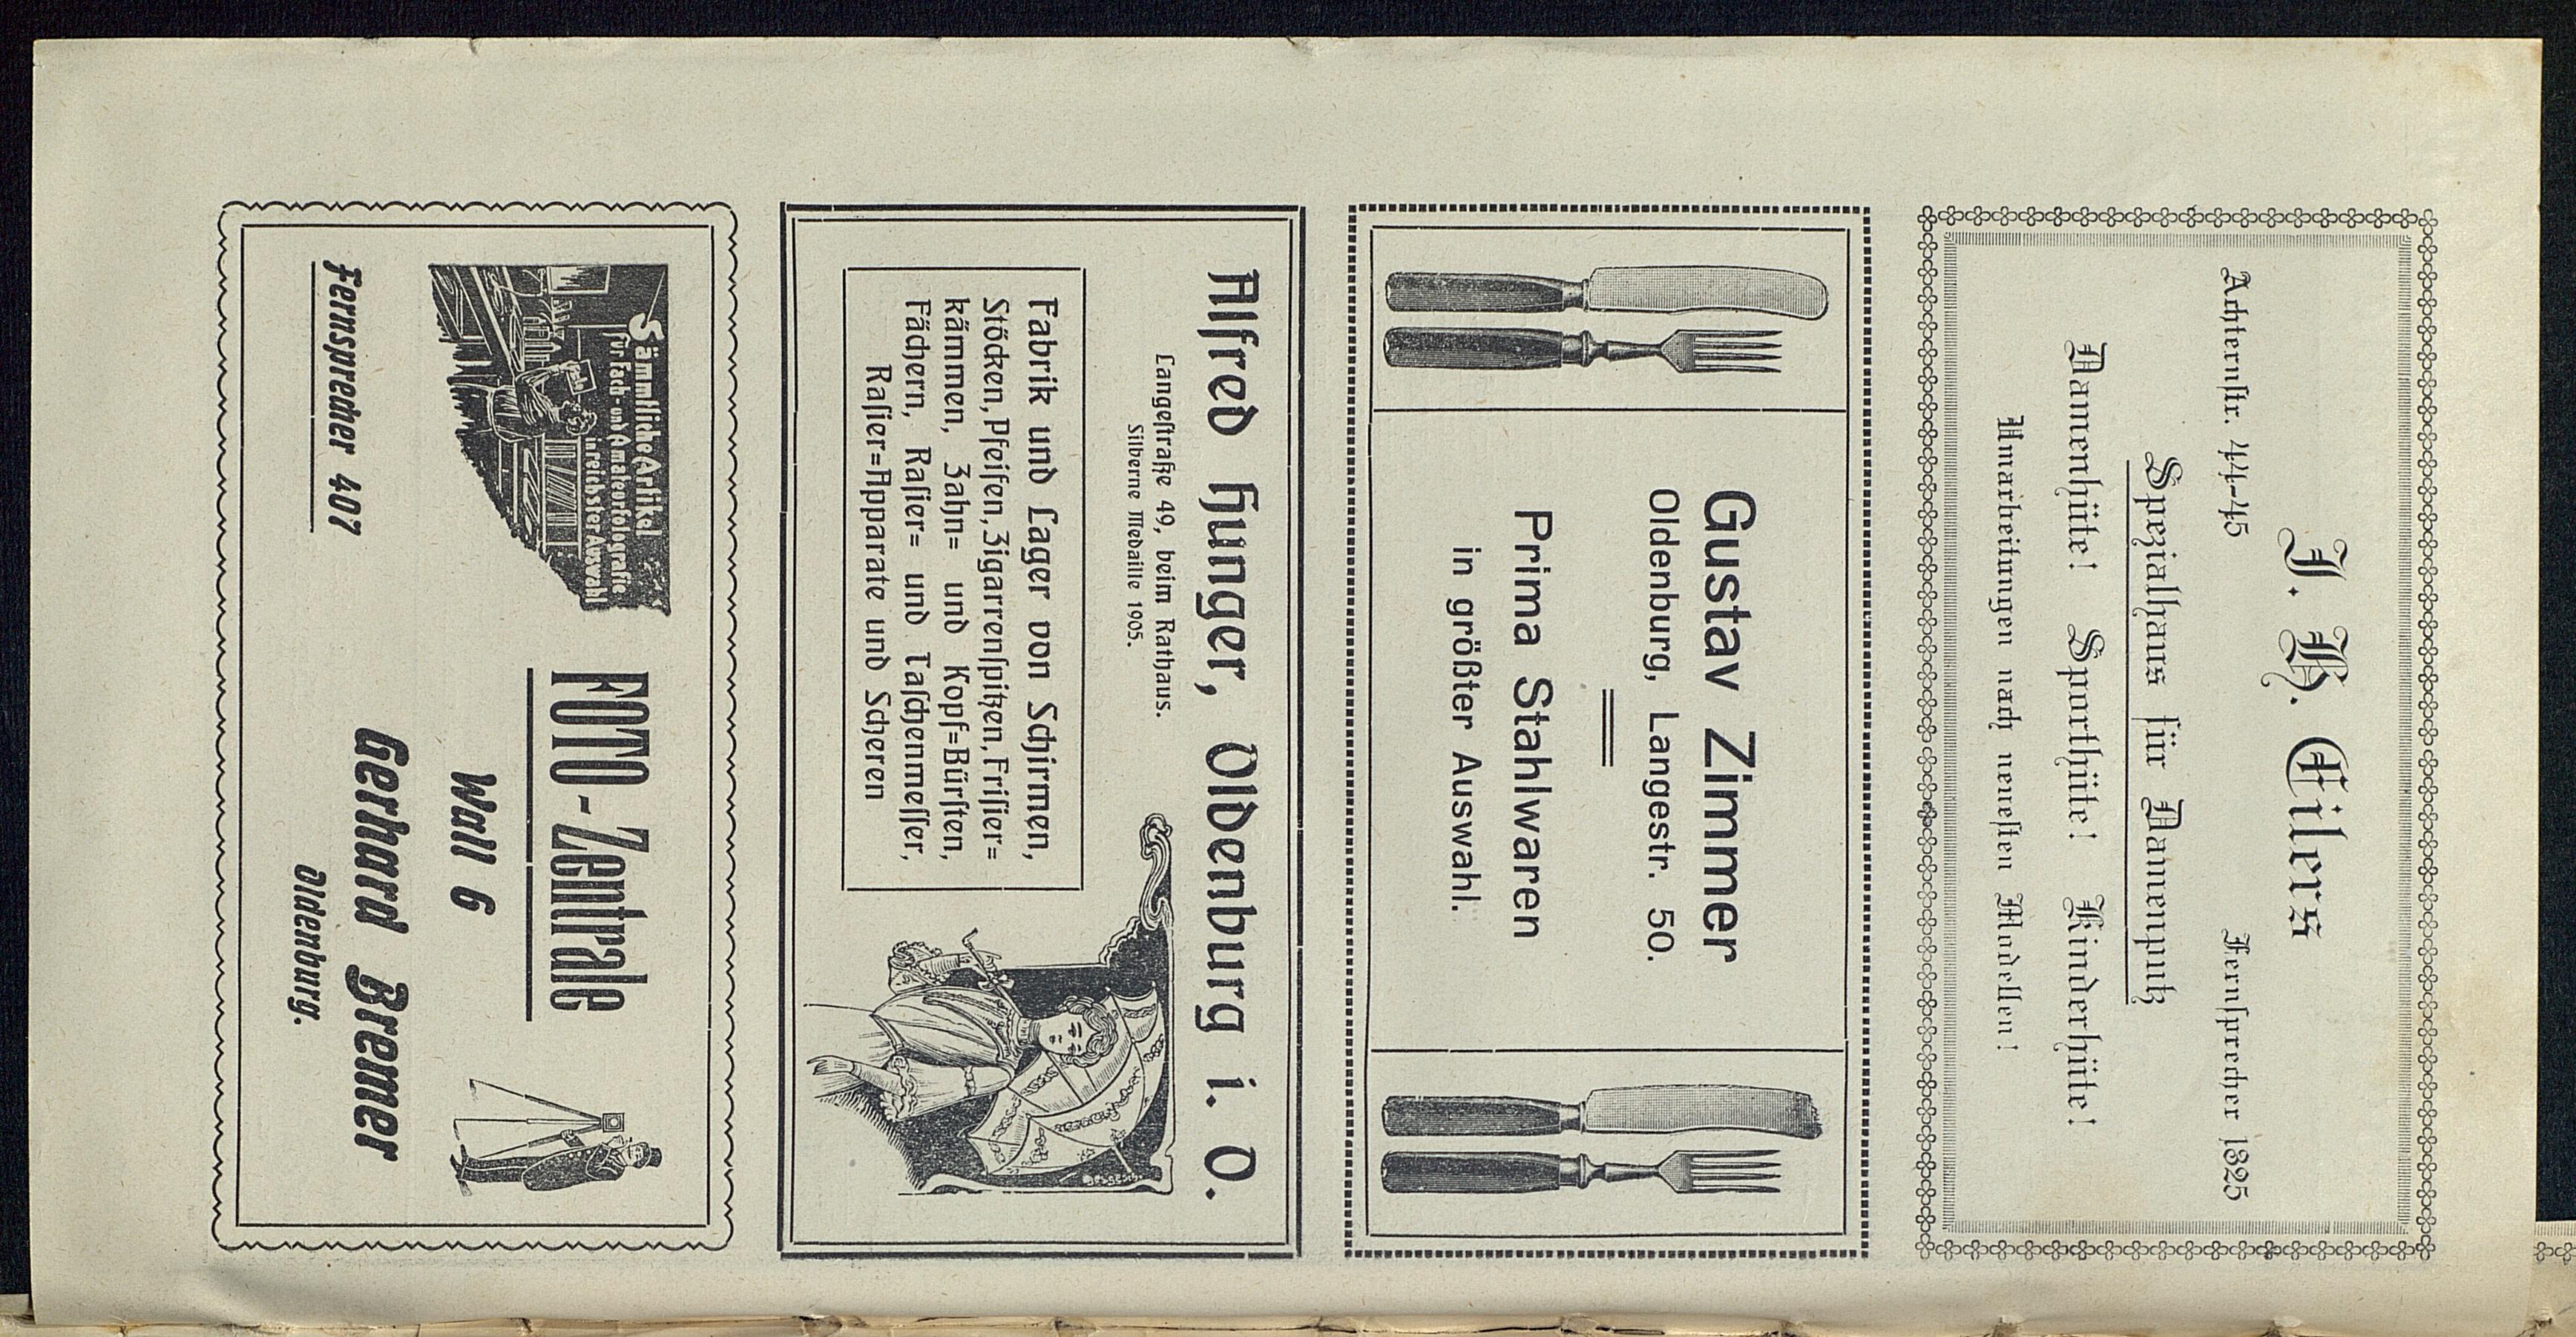 J. H. Eilers
Achternstr. 44-45 Fernsprecher 1325
Spezialhaus für Damenputz
Damenhüte! Sporthüte! Kinderhüte!
Umarbeitungen nach neuesten Modellen!
Gustav Zimmer
Oldenburg, Langestr. 50.
Prima Stahlwaren
in größter Auswahl.
Alfred Hunger, Oldenburg i. O.
Langestraße 49, beim Rathaus.
Silberne Medaille 1905.
Fabrik und Lager von Schirmen,
Stöcken, Pfeifen, Zigarrenspitzen, Frisier=
kämmen, Zahn= und Kopf=Bürsten,
Fächern, Rasier= und Taschenmesser,
Rasier=Apparate und Scheren
Sämmtliche Artikel
für Fach- und Amateurfotografie
in reichster Auswahl
FOTO-Zentrale
Wall 6
Fernsprecher 407
Gerhard Bremer
Oldenburg.